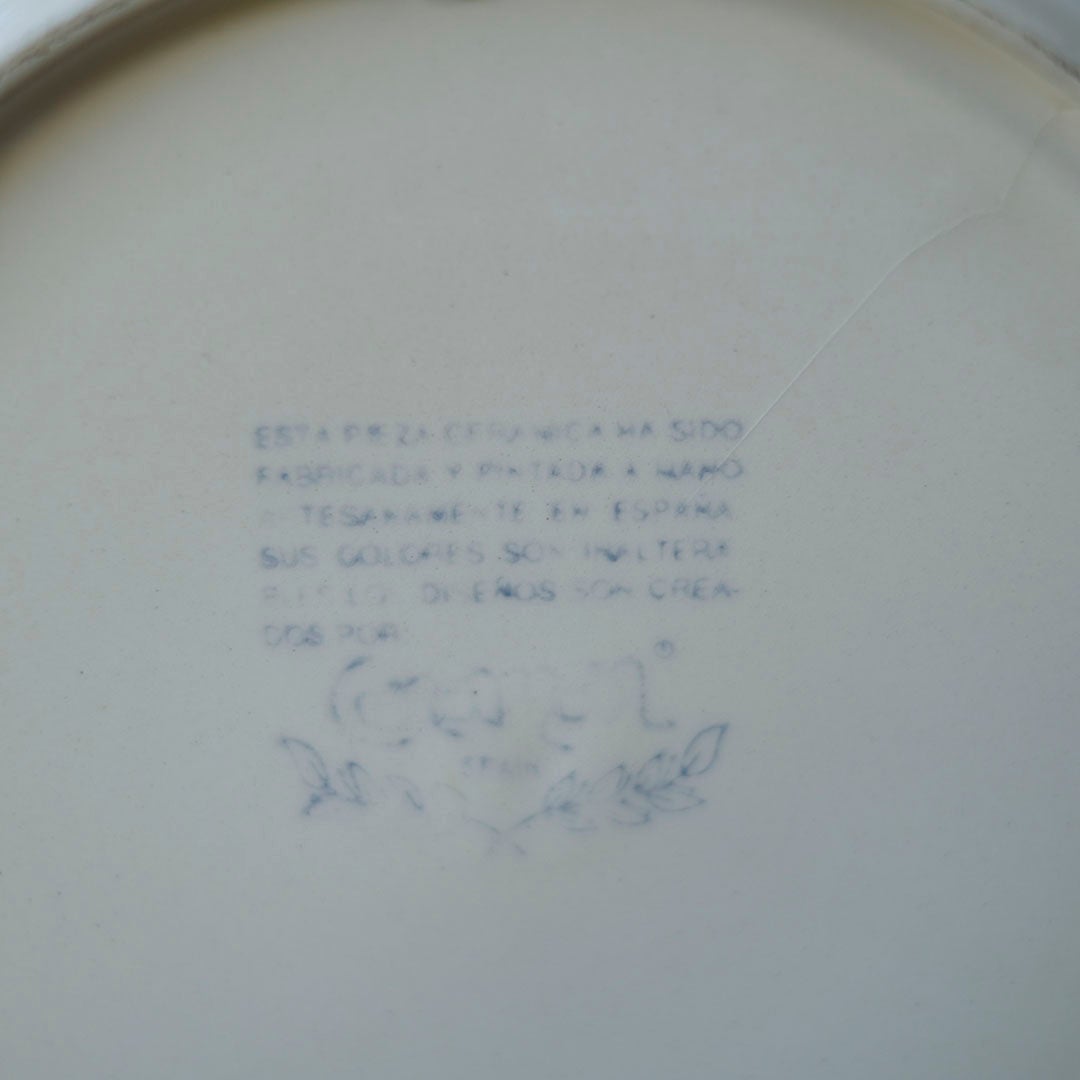 ESTA PIEZA CERAMICA HA SIDO
FABRICADA Y PINTADA A MANO
ARTESANAMENTE EN ESPAÑA
SUS COLORES SON INALTERA
DISEÑOS SON CREA-
DOS POR
SPAIN